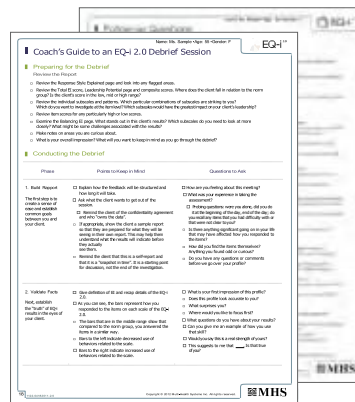 Name: Ms. Sample • Age: 55 • Gender: F
EQ-i
Coach's Guide to an EQ-i 2.0 Debrief Session
Preparing for the Debrief
Review the Report
Review the Response Style Explained page and look into any flagged areas.
Review the Total EI score, Leadership Potential page and composite scores. Where does the client fall in relation to the norm
group? Is the client's score in the low, mid or high range?
Review the individual subscales and patterns. Which particular combinations of subscales are striking to you?
Which do you want to investigate at the item level? Which subscales would have the greatest impact on your client's leadership?
Review item scores for any particularly high or low scores.
Examine the Balancing EI page. What stands out in this client's results? Which subscales do you need to look at more
closely? What might be some challenges associated with the results?
Make notes on areas you are curious about.
What is your overall impression? What will you want to keep in mind as you go through the debrief?
Conducting the Debrief
Phase
Points to Keep in Mind
Questions to Ask
1. Build Rapport
The first step is to
create a sense of
ease and establish
common goals
between you and
your client.
Explain how the feedback will be structured and
how long it will take.
Ask what the client wants to get out of the
session.
Remind the client of the confidentiality agreement
and who "owns the data".
If appropriate, show the client a sample report
so that they are prepared for what they will be
seeing in their own report. This may help them
understand what the results will indicate before
they actually
see them.
Remind the client that this is a self-report and
that it is a "snapshot in time". It is a starting point
for discussion, not the end of the investigation.
How are you feeling about this meeting?
What was your experience in taking the
assessment?
Probing questions: were you alone, did you do
it at the beginning of the day, end of the day; do
you recall any items that you had difficulty with or
that were not clear to you?
Is there anything significant going on in your life
that may have affected how you responded to
the items?
How did you find the items themselves?
Anything you found odd or curious?
Do you have any questions or comments
before we go over your profile?
2. Validate Facts
Next, establish
the "truth" of EQ-i
results in the eyes of
your client.
Give definition of EI and recap details of the EQ-i
2.0.
As you can see, the bars represent how you
responded to the items on each scale of the EQ-i
2.0.
The bars that are in the middle range show that
compared to the norm group, you answered the
items in a similar way.
Bars to the left indicate decreased use of
behaviors related to the scale.
Bars to the right indicate increased use of
behaviors related to the scale.
What is your first impression of this profile?
Does this profile look accurate to you?
What surprises you?
Where would you like to focus first?
What questions do you have about your results?
Can you give me an example of how you use
that skill?
Would you say this is a real strength of yours?
This suggests to me that ____. Is that true
of you?
16
Copyright © 2012 Multi-Health Systems Inc. All rights reserved.
MHS
MHS